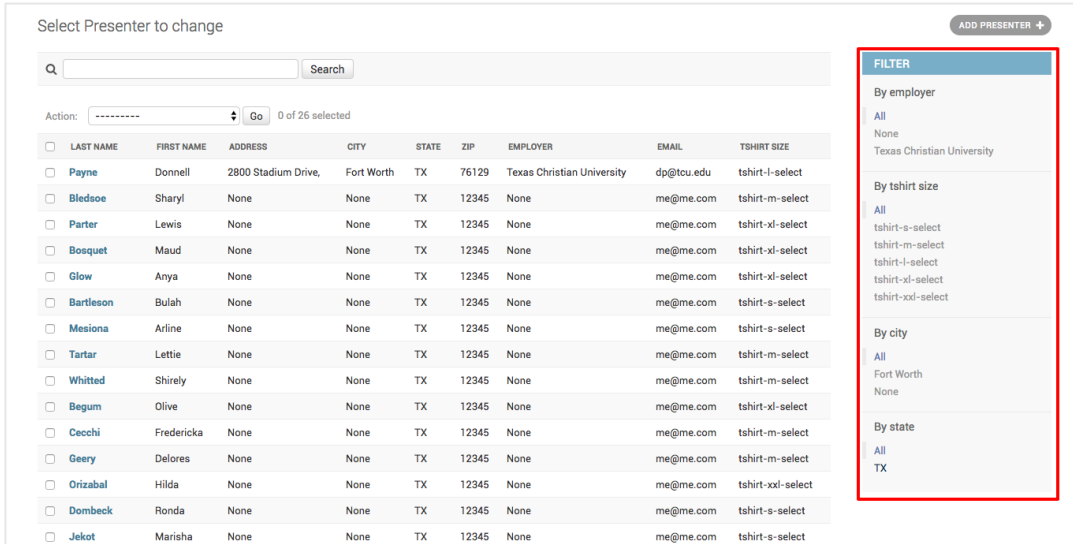 Select Presenter to change
ADD PRESENTER +
Search
Action: --------- Go 0 of 26 selected
LAST NAME FIRST NAME ADDRESS CITY STATE ZIP EMPLOYER EMAIL TSHIRT SIZE
Payne Donnell 2800 Stadium Drive, Fort Worth TX 76129 Texas Christian University dp@tcu.edu tshirt-l-select
Bledsoe Sharyl None None TX 12345 None me@me.com tshirt-m-select
Parter Lewis None None TX 12345 None me@me.com tshirt-xl-select
Bosquet Maud None None TX 12345 None me@me.com tshirt-xl-select
Glow Anya None None TX 12345 None me@me.com tshirt-xl-select
Bartleson Bulah None None TX 12345 None me@me.com tshirt-s-select
Mesiona Arline None None TX 12345 None me@me.com tshirt-s-select
Tartar Lettie None None TX 12345 None me@me.com tshirt-m-select
Whitted Shirely None None TX 12345 None me@me.com tshirt-m-select
Begum Olive None None TX 12345 None me@me.com tshirt-xl-select
Cecchi Fredericka None None TX 12345 None me@me.com tshirt-m-select
Geery Delores None None TX 12345 None me@me.com tshirt-m-select
Orizabal Hilda None None TX 12345 None me@me.com tshirt-xxl-select
Dombeck Ronda None None TX 12345 None me@me.com tshirt-s-select
Jekot Marisha None None TX 12345 None me@me.com tshirt-s-select
FILTER
By employer
All
None
Texas Christian University
By tshirt size
All
tshirt-s-select
tshirt-m-select
tshirt-l-select
tshirt-xl-select
tshirt-xxl-select
By city
All
Fort Worth
None
By state
All
TX